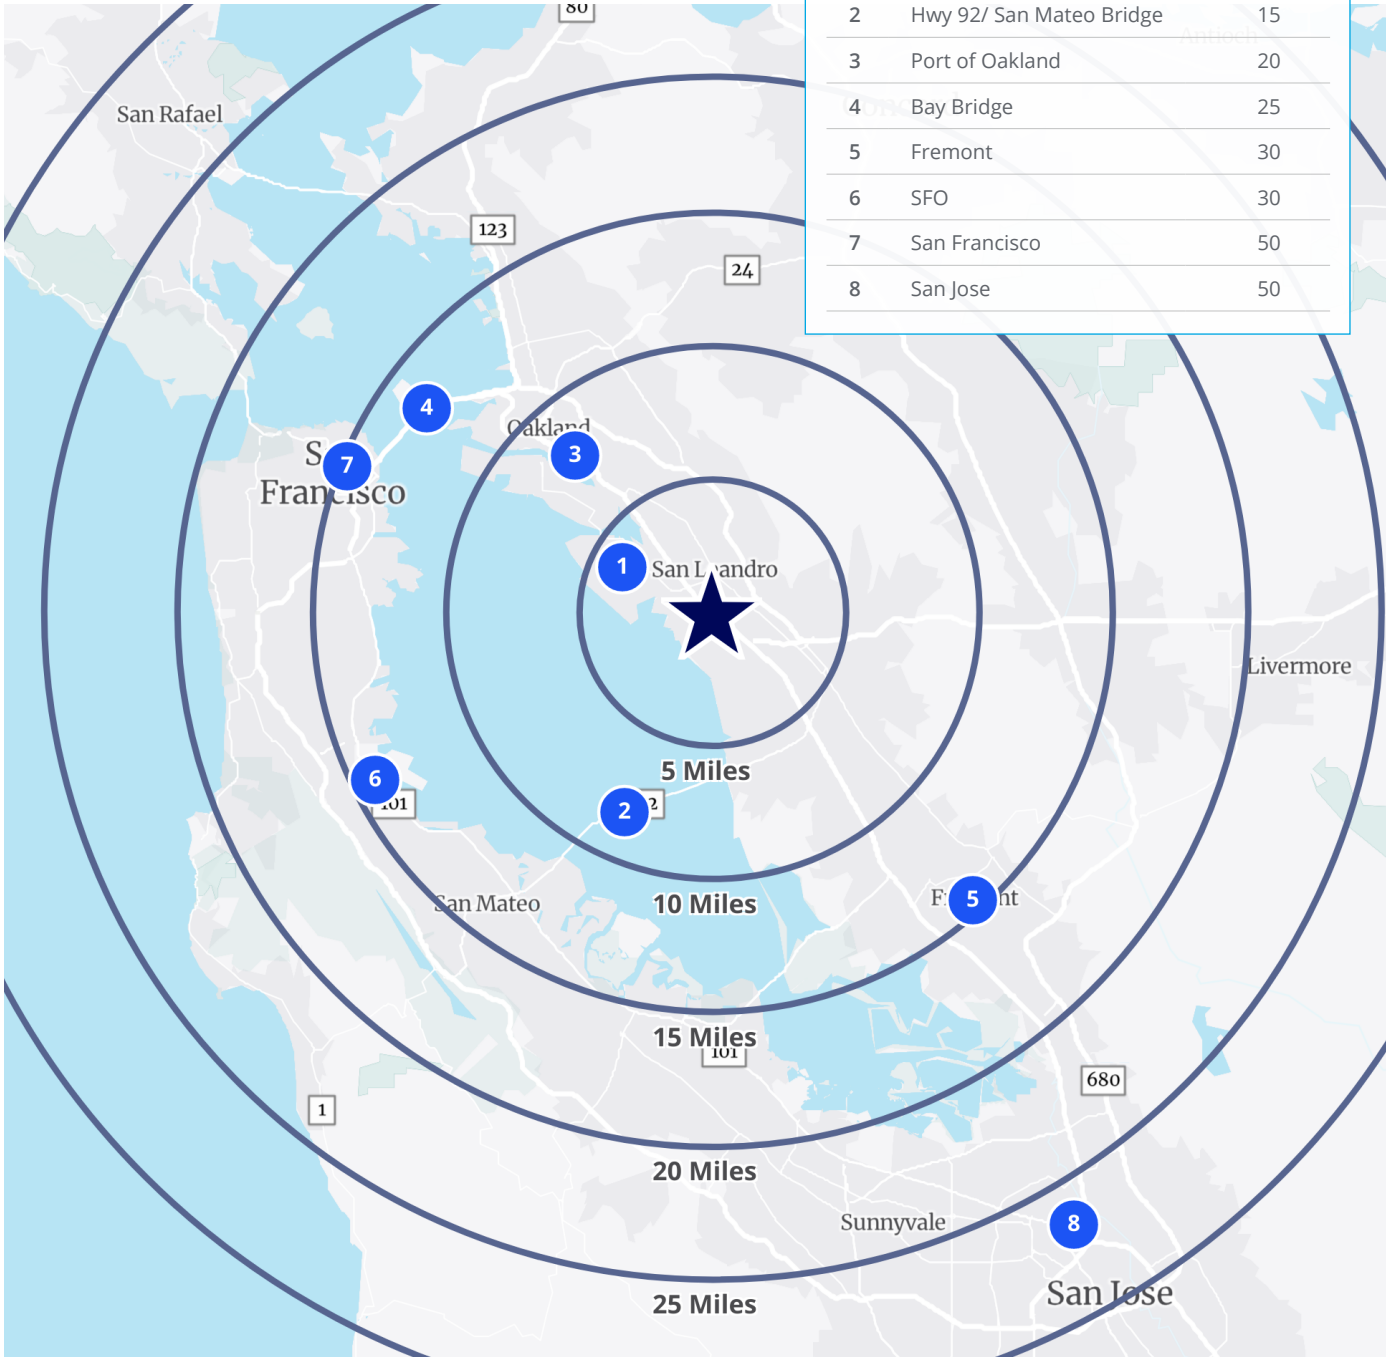 80
2 Hwy 92/ San Mateo Bridge 15
Antioch
3 Port of Oakland 20
4 Bay Bridge 25
San Rafael
5 Fremont 30
6 SFO 30
123
7 San Francisco 50
24
8 San Jose 50
4
Oakland
3
S
7
Francisco
1
San Leandro
Livermore
5 Miles
6
101
2
2
San Mateo
10 Miles
5
15 Miles
101
680
1
20 Miles
Sunnyvale
8
San Jose
25 Miles